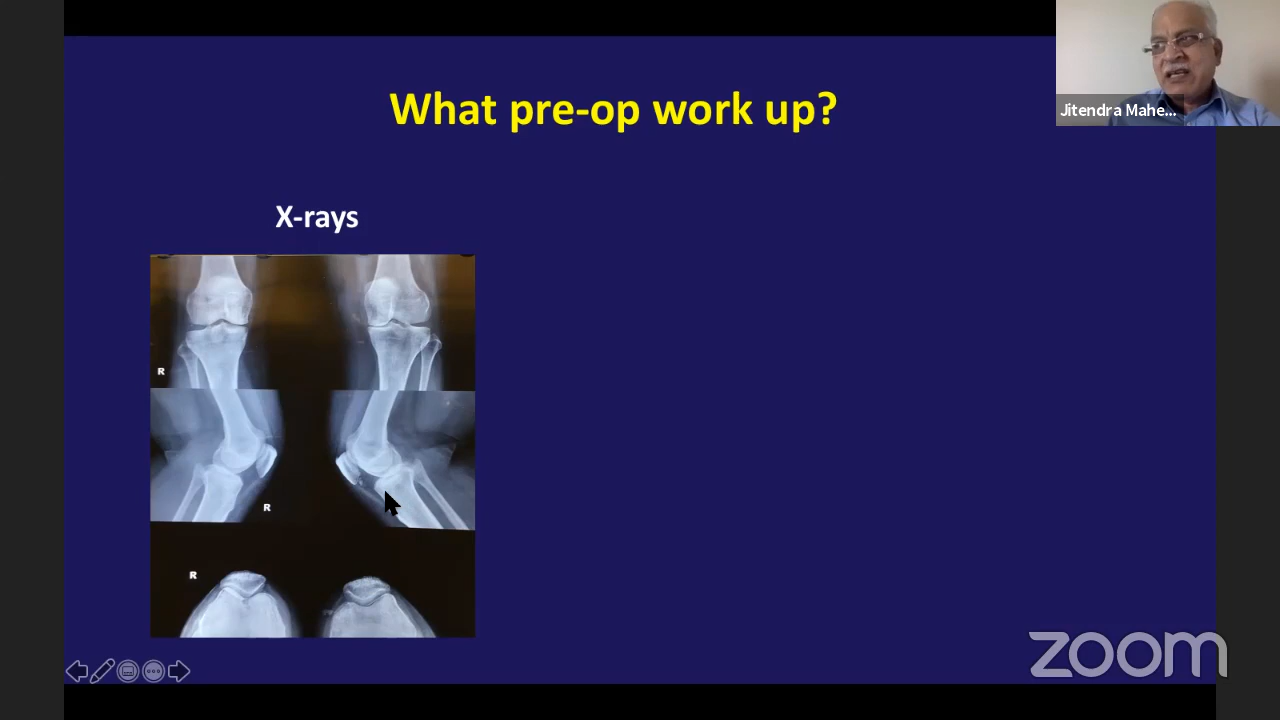 What pre-op work up?
Jitendra Mahe...
X-rays
R
R
R
zoom